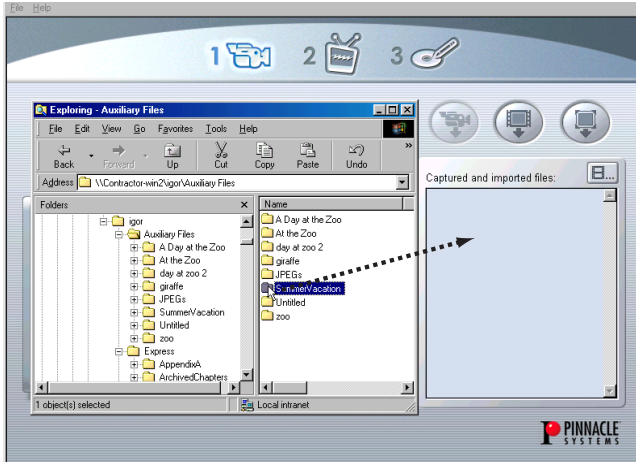 File Help
1 2 3
Exploring - Auxiliary Files
File Edit View Go Favorites Tools Help
Back Forward Up Cut Copy Paste Undo »
Address \\Contractor-win2\igor\Auxiliary Files
Captured and imported files:
Folders
igor
Auxiliary Files
A Day at the Zoo
At the Zoo
day at zoo 2
giraffe
JPEGs
SummerVacation
Untitled
zoo
Express
AppendixA
ArchivedChapters
Name
A Day at the Zoo
At the Zoo
day at zoo 2
giraffe
JPEGs
SummerVacation
Untitled
zoo
1 object(s) selected
Local intranet
PINNACLE
SYSTEMS